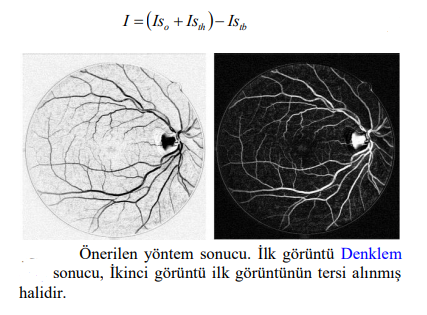 I = (Is_o + Is_th) − Is_tb
Önerilen yöntem sonucu. İlk görüntü Denklem
sonucu, İkinci görüntü ilk görüntünün tersi alınmış
halidir.